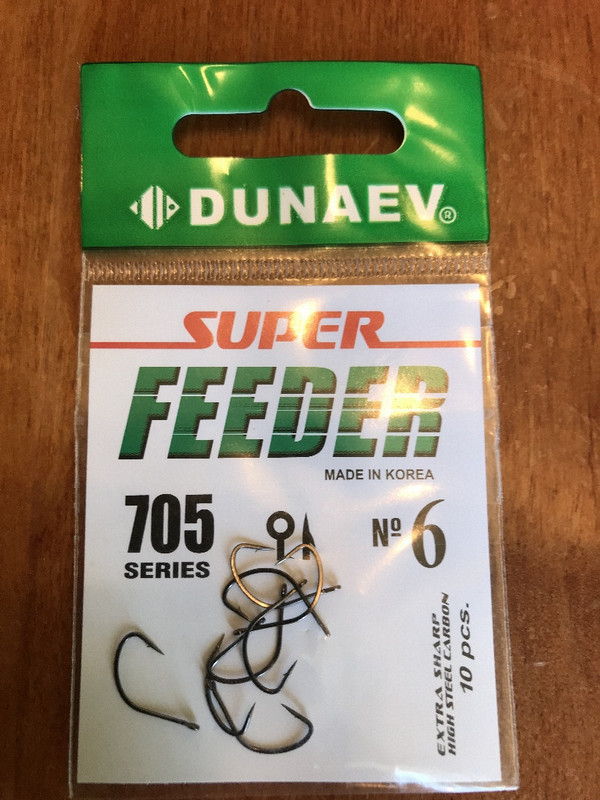 DUNAEV®
SUPER
FEEDER
MADE IN KOREA
705
SERIES
№ 6
EXTRA SHARP
HIGH STEEL CARBON
10 pcs.